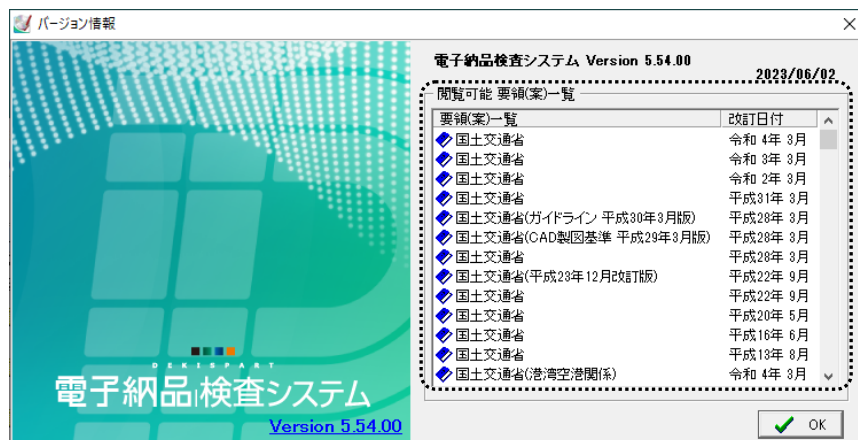 バージョン情報
電子納品検査システム Version 5.54.00
2023/06/02
閲覧可能 要領(案)一覧
要領(案)一覧 改訂日付
国土交通省 令和 4年 3月
国土交通省 令和 3年 3月
国土交通省 令和 2年 3月
国土交通省 平成31年 3月
国土交通省(ガイドライン 平成30年3月版) 平成28年 3月
国土交通省(CAD製図基準 平成29年3月版) 平成28年 3月
国土交通省 平成28年 3月
国土交通省(平成23年12月改訂版) 平成22年 9月
国土交通省 平成22年 9月
国土交通省 平成20年 5月
国土交通省 平成16年 6月
国土交通省 平成13年 8月
国土交通省(港湾空港関係) 令和 4年 3月
DEKISPART
電子納品検査システム
Version 5.54.00
OK